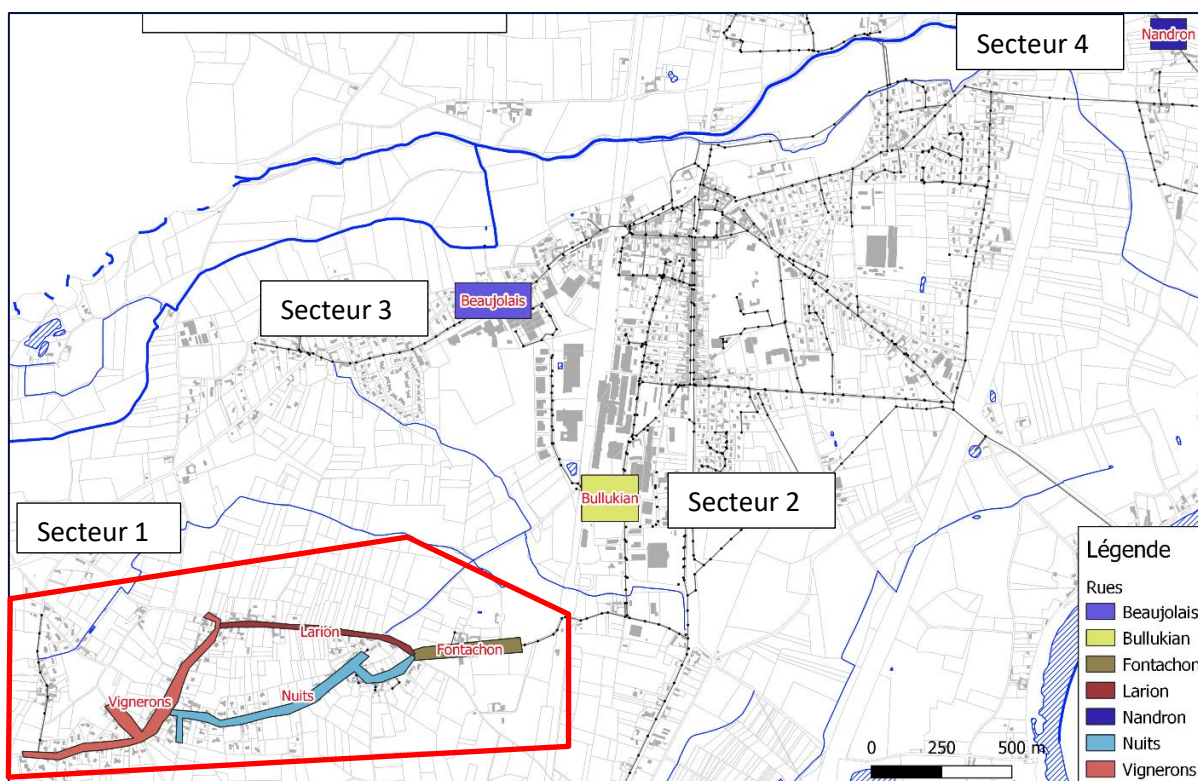 Secteur 4
Nandron
Secteur 3
Beaujolais
Bullukian
Secteur 2
Secteur 1
Larion
Fontachon
Nuits
Vignerons
Légende
Rues
Beaujolais
Bullukian
Fontachon
Larion
Nandron
Nuits
Vignerons
0 250 500 m